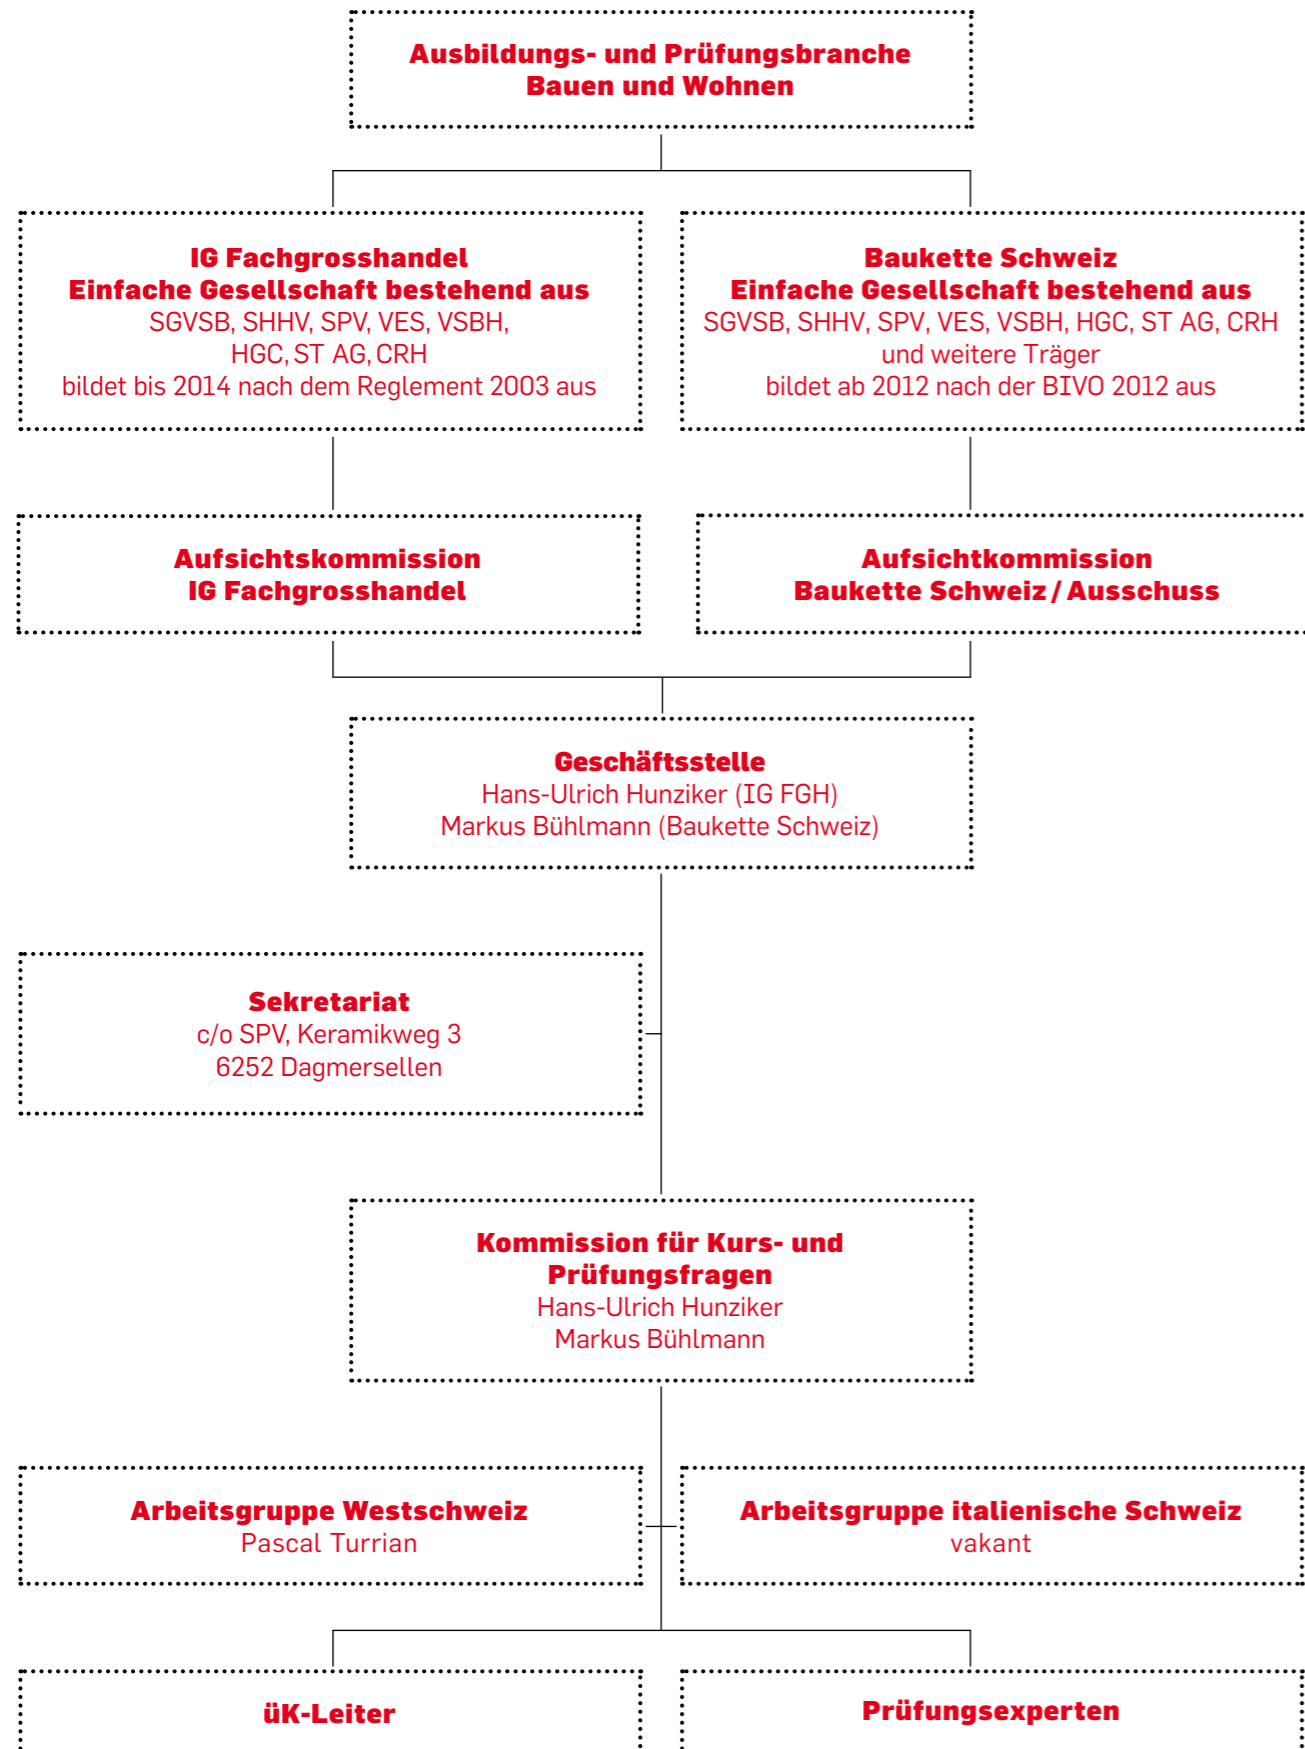 Ausbildungs- und Prüfungsbranche
Bauen und Wohnen
IG Fachgrosshandel
Einfache Gesellschaft bestehend aus
SGVSB, SHHV, SPV, VES, VSBH,
HGC, ST AG, CRH
bildet bis 2014 nach dem Reglement 2003 aus
Baukette Schweiz
Einfache Gesellschaft bestehend aus
SGVSB, SHHV, SPV, VES, VSBH, HGC, ST AG, CRH
und weitere Träger
bildet ab 2012 nach der BIVO 2012 aus
Aufsichtskommission
IG Fachgrosshandel
Aufsichtkommission
Baukette Schweiz / Ausschuss
Geschäftsstelle
Hans-Ulrich Hunziker (IG FGH)
Markus Bühlmann (Baukette Schweiz)
Sekretariat
c/o SPV, Keramikweg 3
6252 Dagmersellen
Kommission für Kurs- und
Prüfungsfragen
Hans-Ulrich Hunziker
Markus Bühlmann
Arbeitsgruppe Westschweiz
Pascal Turrian
Arbeitsgruppe italienische Schweiz
vakant
üK-Leiter
Prüfungsexperten